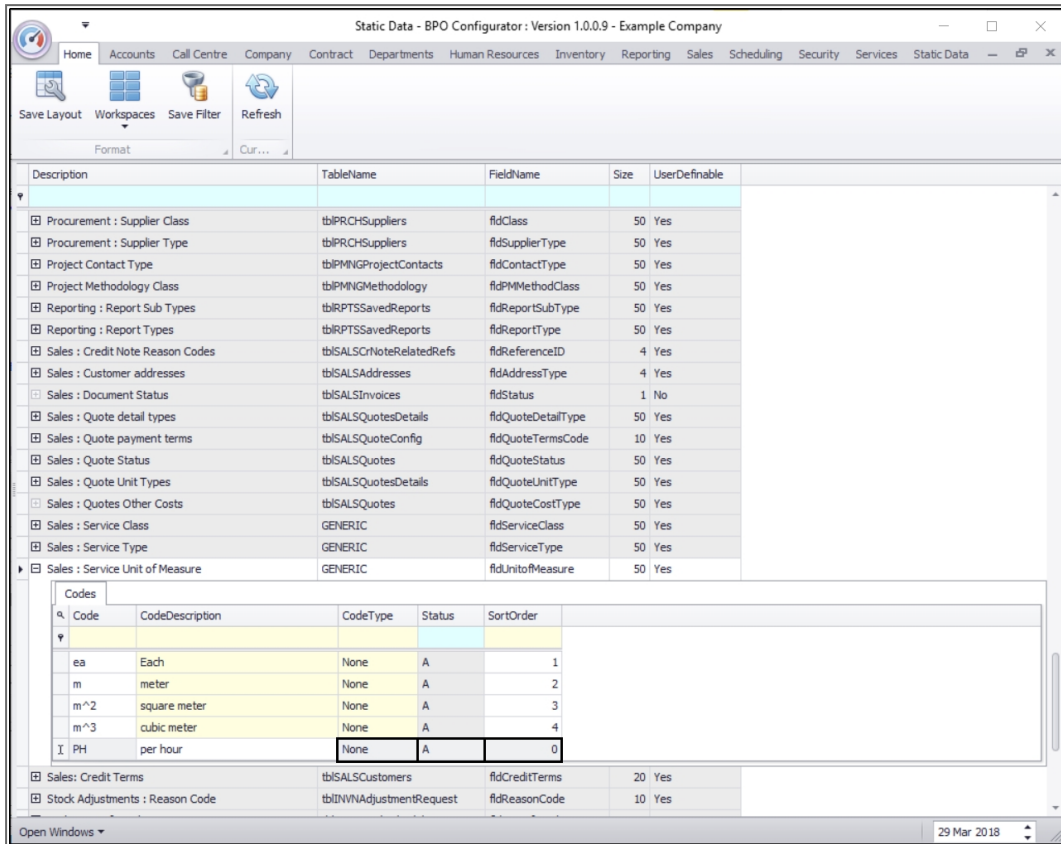 Static Data - BPO Configurator : Version 1.0.0.9 - Example Company
Home Accounts Call Centre Company Contract Departments Human Resources Inventory Reporting Sales Scheduling Security Services Static Data
Save Layout Workspaces Save Filter Refresh
Format Cur...
Description TableName FieldName Size UserDefinable
Procurement : Supplier Class tblPRCHSuppliers fldClass 50 Yes
Procurement : Supplier Type tblPRCHSuppliers fldSupplierType 50 Yes
Project Contact Type tblPMNGProjectContacts fldContactType 50 Yes
Project Methodology Class tblPMNGMethodology fldPMMethodClass 50 Yes
Reporting : Report Sub Types tblRPTSSavedReports fldReportSubType 50 Yes
Reporting : Report Types tblRPTSSavedReports fldReportType 50 Yes
Sales : Credit Note Reason Codes tblSALSCrNoteRelatedRefs fldReferenceID 4 Yes
Sales : Customer addresses tblSALSAddresses fldAddressType 4 Yes
Sales : Document Status tblSALSInvoices fldStatus 1 No
Sales : Quote detail types tblSALSQuotesDetails fldQuoteDetailType 50 Yes
Sales : Quote payment terms tblSALSQuoteConfig fldQuoteTermsCode 10 Yes
Sales : Quote Status tblSALSQuotes fldQuoteStatus 50 Yes
Sales : Quote Unit Types tblSALSQuotesDetails fldQuoteUnitType 50 Yes
Sales : Quotes Other Costs tblSALSQuotes fldQuoteCostType 50 Yes
Sales : Service Class GENERIC fldServiceClass 50 Yes
Sales : Service Type GENERIC fldServiceType 50 Yes
Sales : Service Unit of Measure GENERIC fldUnitofMeasure 50 Yes
Codes
Code CodeDescription CodeType Status SortOrder
ea Each None A 1
m meter None A 2
m^2 square meter None A 3
m^3 cubic meter None A 4
PH per hour None A 0
Sales: Credit Terms tblSALSCustomers fldCreditTerms 20 Yes
Stock Adjustments : Reason Code tblINVNAdjustmentRequest fldReasonCode 10 Yes
Open Windows 29 Mar 2018